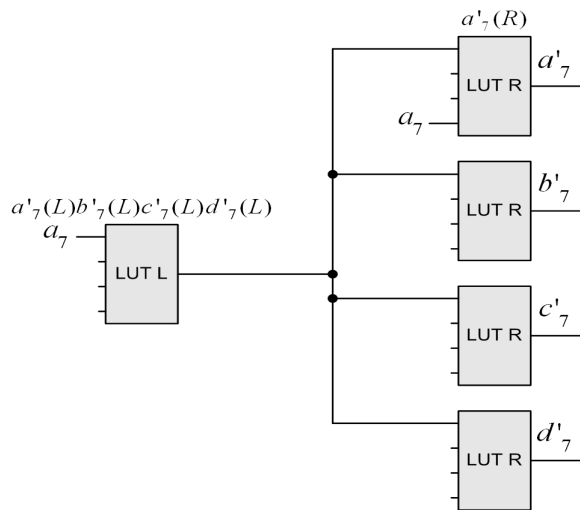 a'₇(R)
a'₇
LUT R
a₇
b'₇
LUT R
a'₇(L)b'₇(L)c'₇(L)d'₇(L)
a₇
LUT L
c'₇
LUT R
d'₇
LUT R